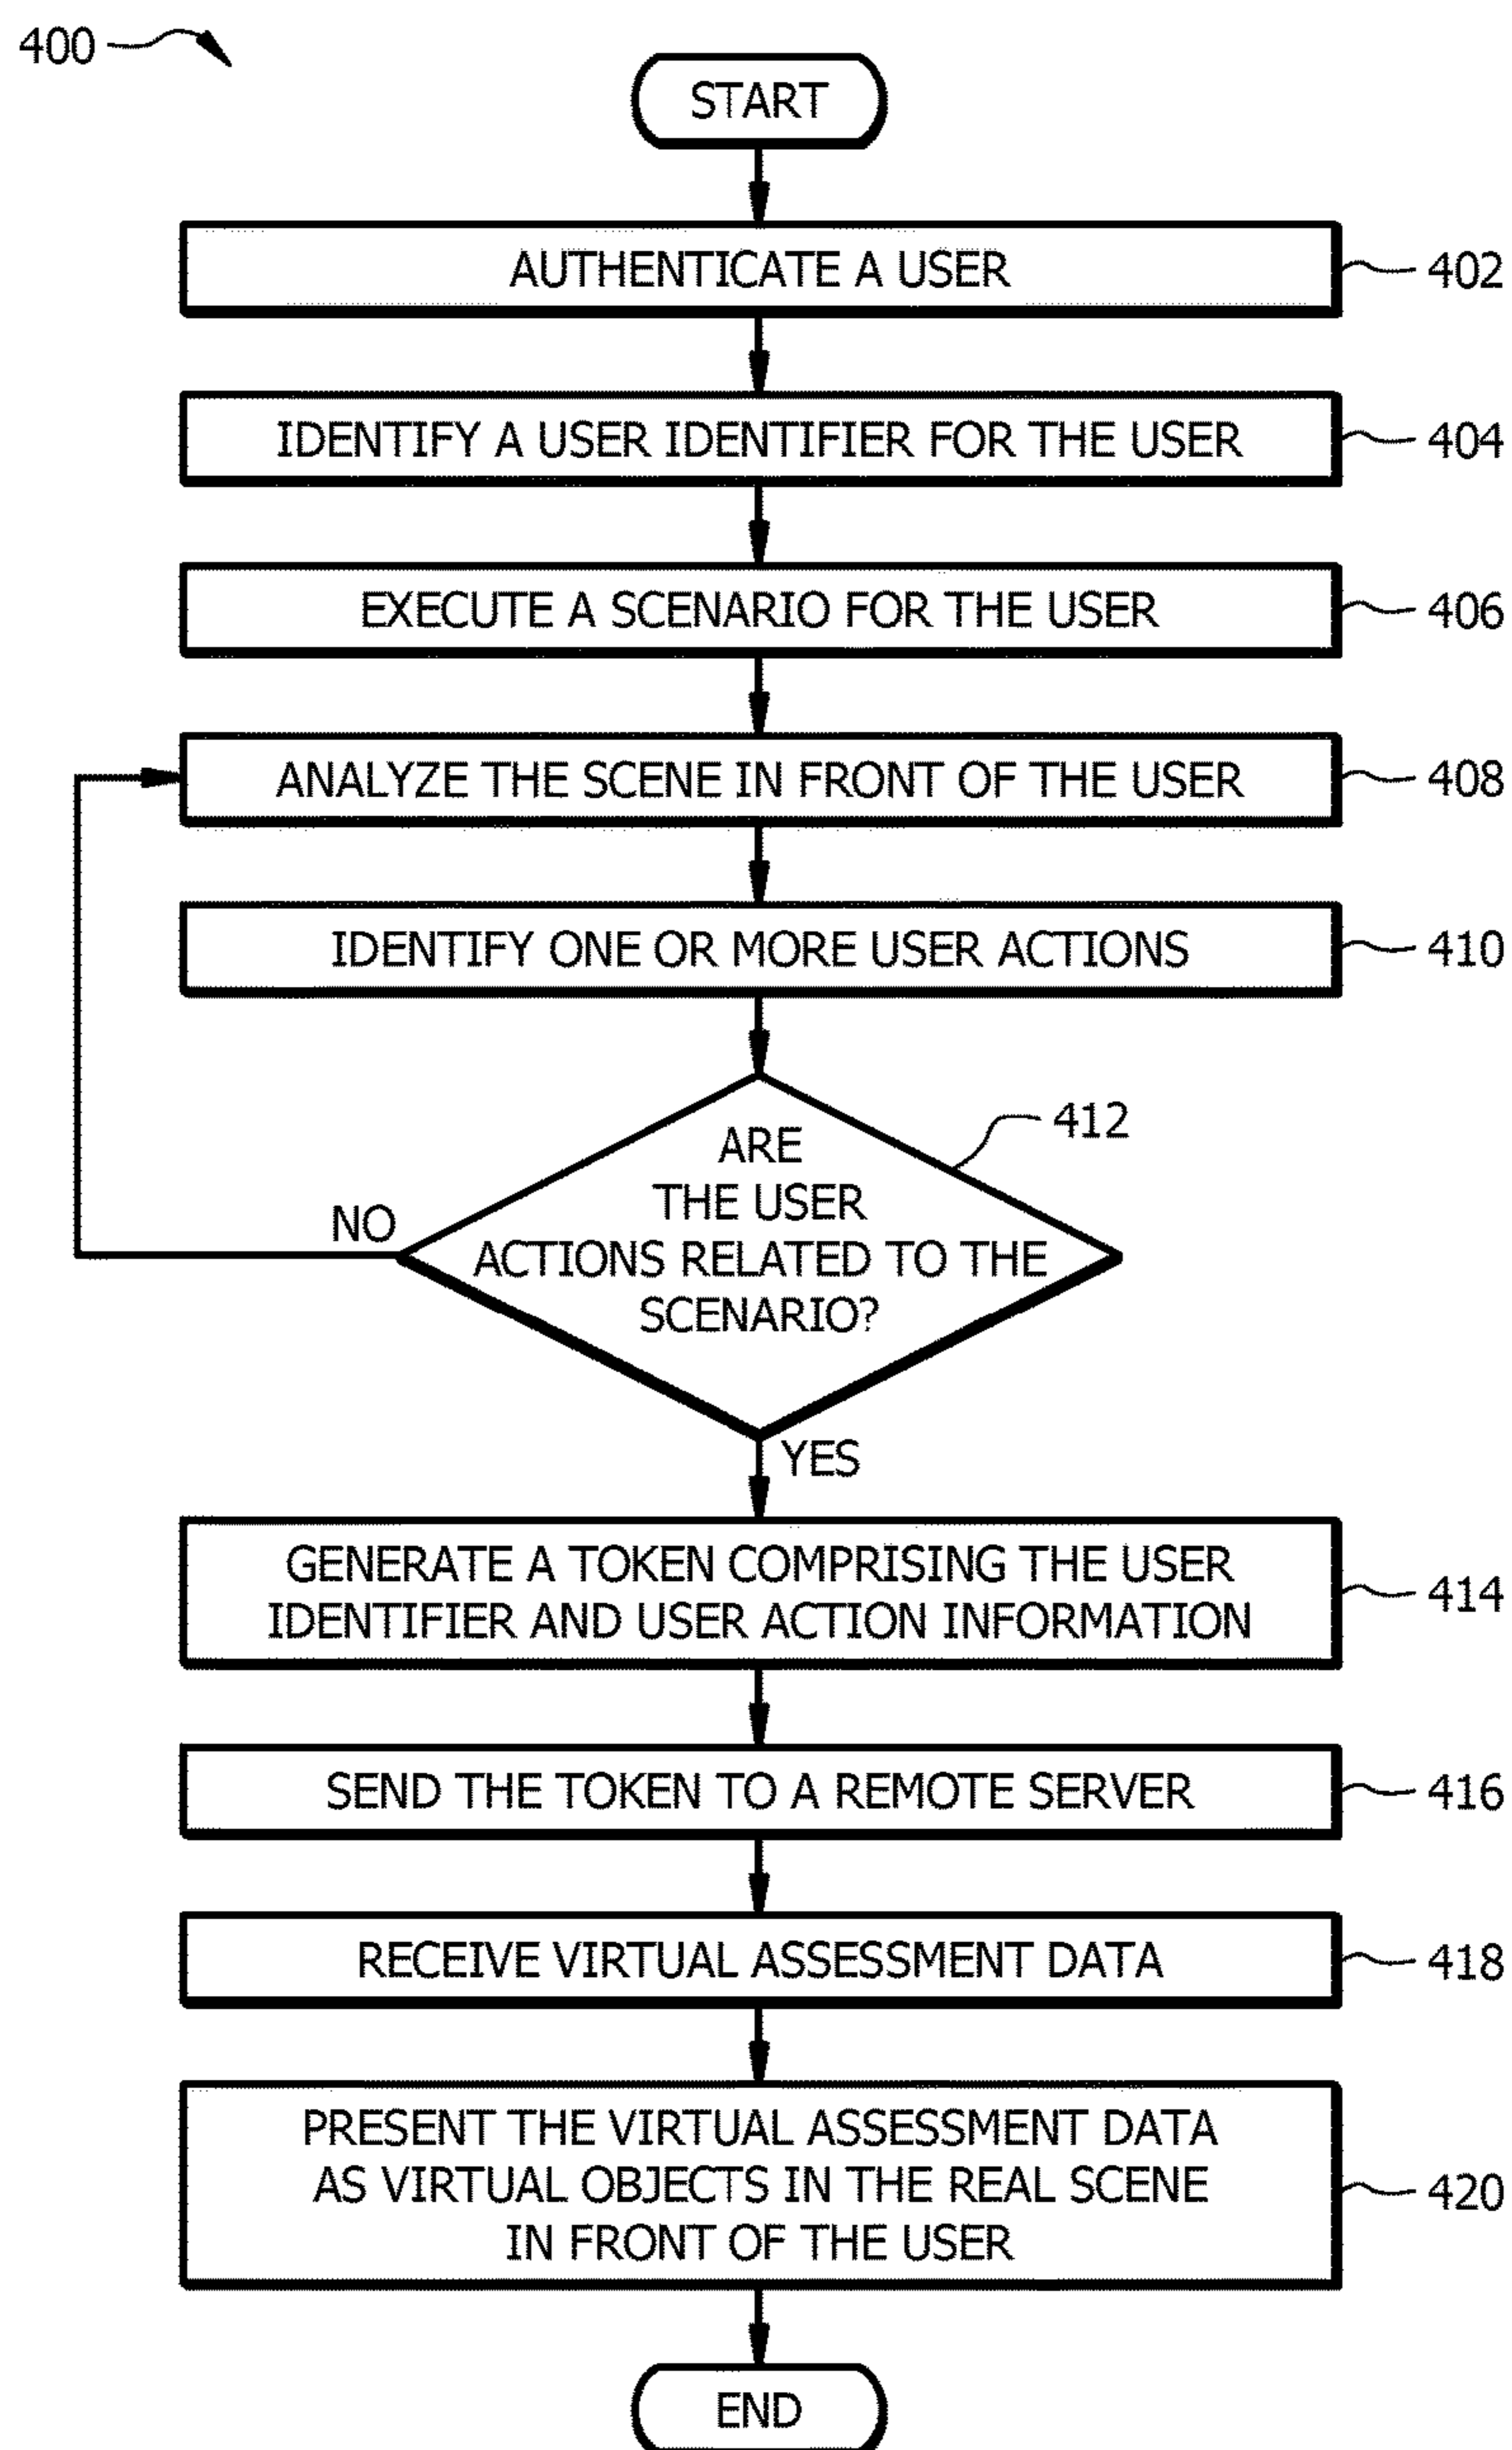 400
START
AUTHENTICATE A USER
402
IDENTIFY A USER IDENTIFIER FOR THE USER
404
EXECUTE A SCENARIO FOR THE USER
406
ANALYZE THE SCENE IN FRONT OF THE USER
408
IDENTIFY ONE OR MORE USER ACTIONS
410
412
ARE
THE USER
ACTIONS RELATED TO THE
SCENARIO?
NO
YES
GENERATE A TOKEN COMPRISING THE USER
IDENTIFIER AND USER ACTION INFORMATION
414
SEND THE TOKEN TO A REMOTE SERVER
416
RECEIVE VIRTUAL ASSESSMENT DATA
418
PRESENT THE VIRTUAL ASSESSMENT DATA
AS VIRTUAL OBJECTS IN THE REAL SCENE
IN FRONT OF THE USER
420
END